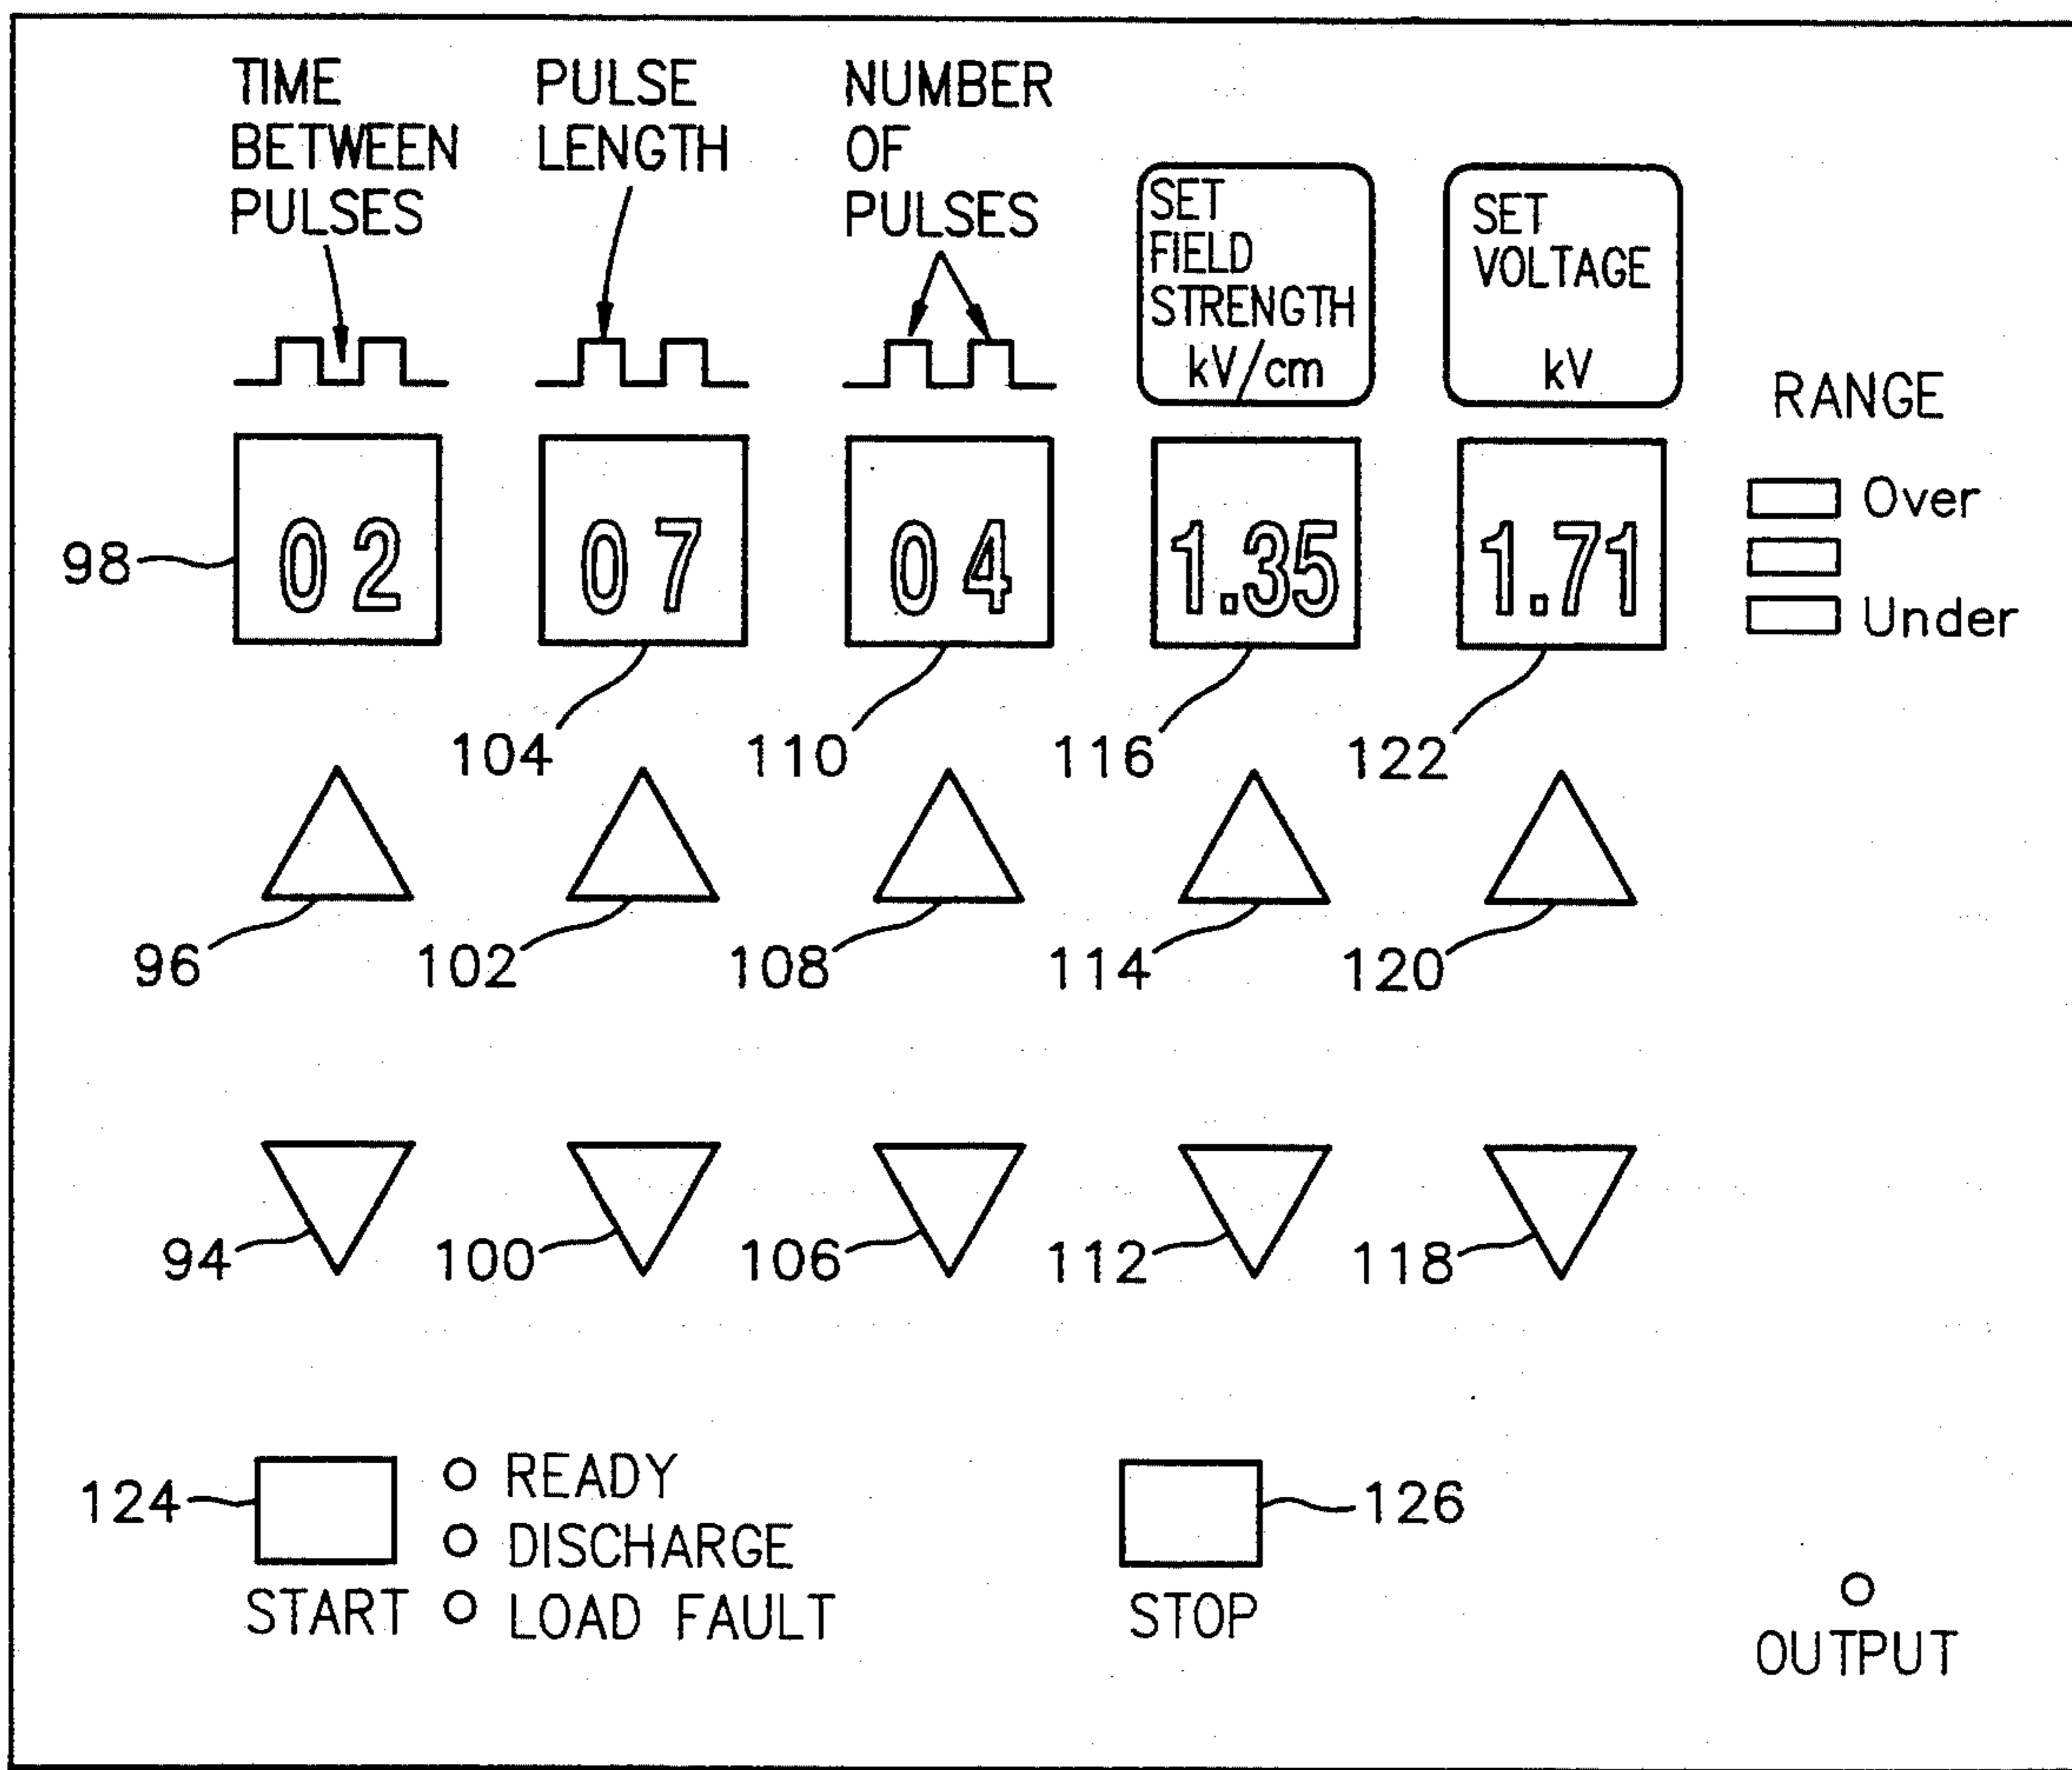 TIME
BETWEEN
PULSES
PULSE
LENGTH
NUMBER
OF
PULSES
SET
FIELD
STRENGTH
kV/cm
SET
VOLTAGE
kV
RANGE
Over
Under
02
07
04
1.35
1.71
98
104
110
116
122
96
102
108
114
120
94
100
106
112
118
124
START
READY
DISCHARGE
LOAD FAULT
126
STOP
OUTPUT